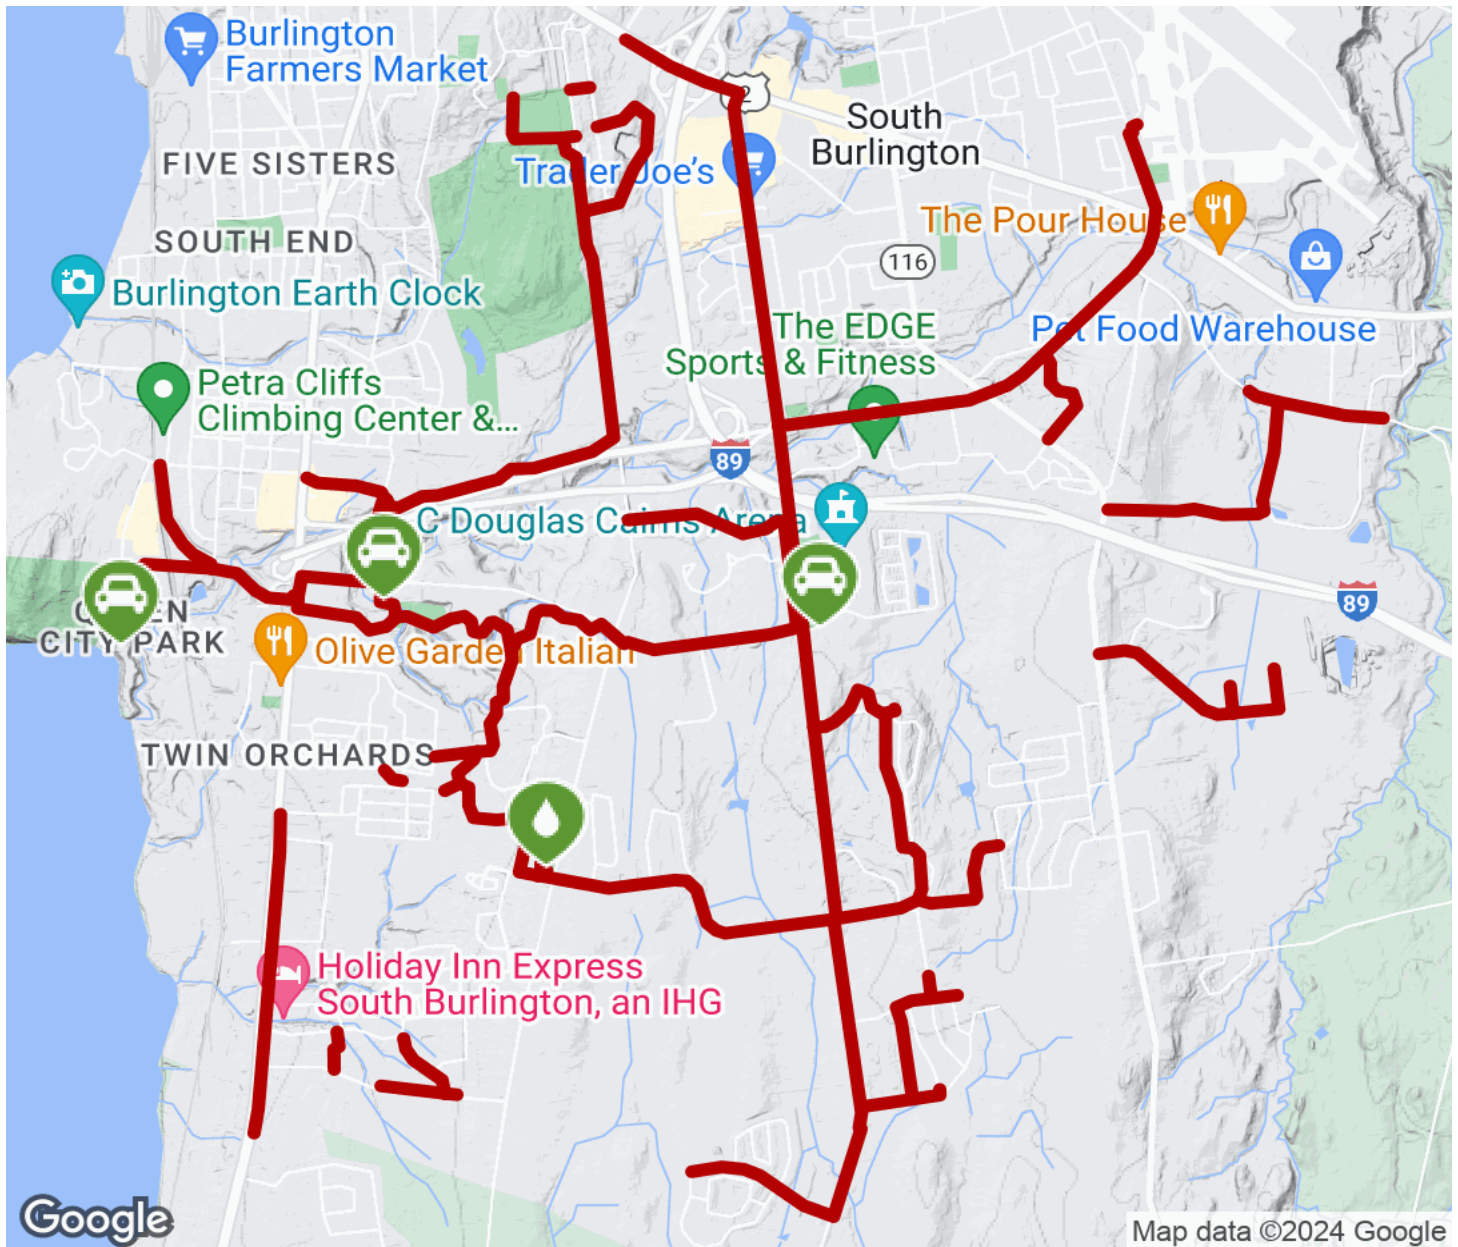 Burlington
Farmers Market
2
South
Burlington
FIVE SISTERS
Trader Joe's
The Pour House
SOUTH END
116
Burlington Earth Clock
The EDGE
Sports & Fitness
Pet Food Warehouse
Petra Cliffs
Climbing Center &...
89
C Douglas Cairns Arena
89
QUEEN
CITY PARK
Olive Garden Italian
TWIN ORCHARDS
Holiday Inn Express
South Burlington, an IHG
Google
Map data ©2024 Google